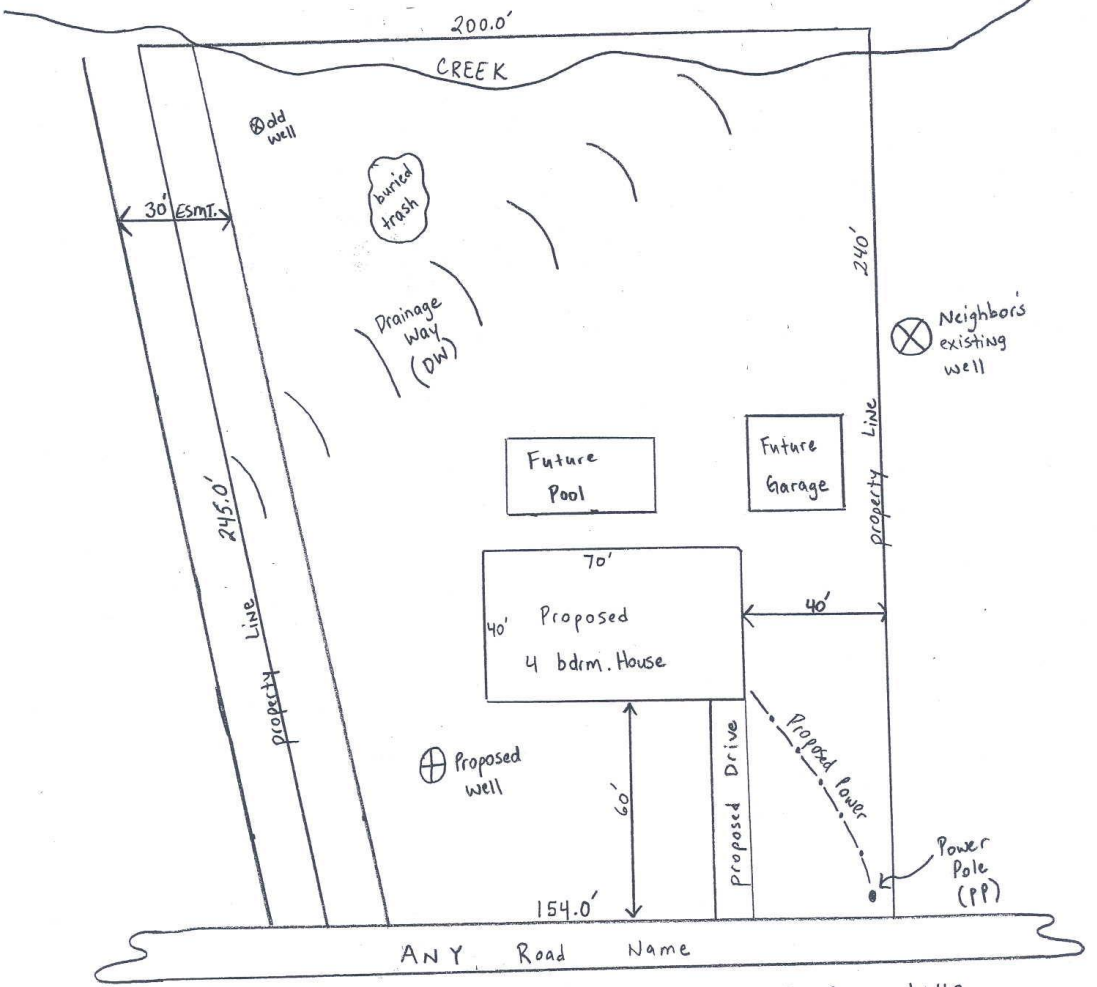 200.0'
CREEK
old
well
buried
trash
30' ESMT.
240'
Neighbor's
existing
well
Drainage
Way
(DW)
property Line
Future
Pool
Future
Garage
245.0'
property Line
70'
40'
Proposed
4 bdrm. House
40'
Proposed
well
60'
proposed Drive
Proposed Power
Power
Pole
(PP)
154.0'
ANY Road Name